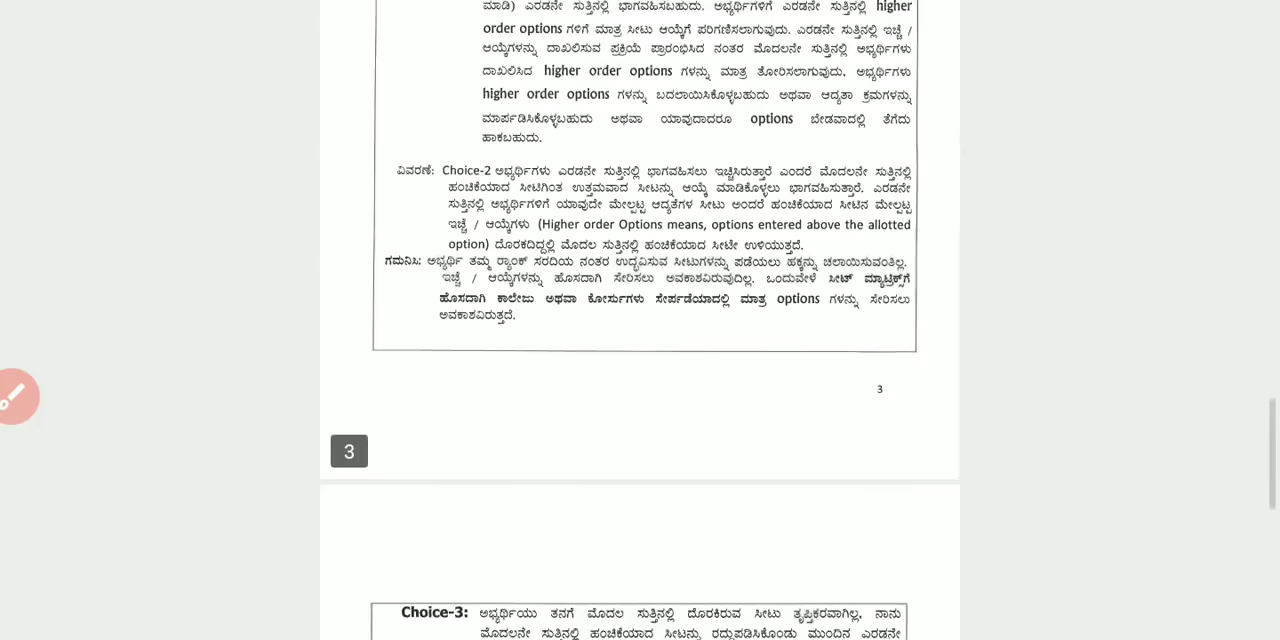 ಮಾಡಿ) ಎರಡನೇ ಸುತ್ತಿನಲ್ಲಿ ಭಾಗವಹಿಸಬಹುದು. ಅಭ್ಯರ್ಥಿಗಳಿಗೆ ಎರಡನೇ ಸುತ್ತಿನಲ್ಲಿ higher
order options ಗಳಿಗೆ ಮಾತ್ರ ಸೀಟು ಆಯ್ಕೆಗೆ ಪರಿಗಣಿಸಲಾಗುವುದು. ಎರಡನೇ ಸುತ್ತಿನಲ್ಲಿ ಇಚ್ಛೆ /
ಆಯ್ಕೆಗಳನ್ನು ದಾಖಲಿಸುವ ಪ್ರಕ್ರಿಯೆ ಪ್ರಾರಂಭಿಸಿದ ನಂತರ ಮೊದಲನೇ ಸುತ್ತಿನಲ್ಲಿ ಅಭ್ಯರ್ಥಿಗಳು
ದಾಖಲಿಸಿದ higher order options ಗಳನ್ನು ಮಾತ್ರ ತೋರಿಸಲಾಗುವುದು. ಅಭ್ಯರ್ಥಿಗಳು
higher order options ಗಳನ್ನು ಬದಲಾಯಿಸಿಕೊಳ್ಳಬಹುದು ಅಥವಾ ಆದ್ಯತಾ ಕ್ರಮಗಳನ್ನು
ಮಾರ್ಪಡಿಸಿಕೊಳ್ಳಬಹುದು ಅಥವಾ ಯಾವುದಾದರೂ options ಬೇಡವಾದಲ್ಲಿ ತೆಗೆದು
ಹಾಕಬಹುದು.
ವಿವರಣೆ: Choice-2 ಅಭ್ಯರ್ಥಿಗಳು ಎರಡನೇ ಸುತ್ತಿನಲ್ಲಿ ಭಾಗವಹಿಸಲು ಇಚ್ಚಿಸಿರುತ್ತಾರೆ ಎಂದರೆ ಮೊದಲನೇ ಸುತ್ತಿನಲ್ಲಿ
ಹಂಚಿಕೆಯಾದ ಸೀಟಿಗಿಂತ ಉತ್ತಮವಾದ ಸೀಟನ್ನು ಆಯ್ಕೆ ಮಾಡಿಕೊಳ್ಳಲು ಭಾಗವಹಿಸುತ್ತಾರೆ. ಎರಡನೇ
ಸುತ್ತಿನಲ್ಲಿ ಅಭ್ಯರ್ಥಿಗಳಿಗೆ ಯಾವುದೇ ಮೇಲ್ಪಟ್ಟ ಆದ್ಯತೆಗಳ ಸೀಟು ಅಂದರೆ ಹಂಚಿಕೆಯಾದ ಸೀಟಿನ ಮೇಲ್ಪಟ್ಟ
ಇಚ್ಛೆ / ಆಯ್ಕೆಗಳು (Higher order Options means, options entered above the allotted
option) ದೊರಕದಿದ್ದಲ್ಲಿ ಮೊದಲ ಸುತ್ತಿನಲ್ಲಿ ಹಂಚಿಕೆಯಾದ ಸೀಟೇ ಉಳಿಯುತ್ತದೆ.
ಗಮನಿಸಿ: ಅಭ್ಯರ್ಥಿ ತಮ್ಮ ರ‍್ಯಾಂಕ್ ಸರದಿಯ ನಂತರ ಉದ್ಭವಿಸುವ ಸೀಟುಗಳನ್ನು ಪಡೆಯಲು ಹಕ್ಕನ್ನು ಚಲಾಯಿಸುವಂತಿಲ್ಲ.
ಇಚ್ಛೆ / ಆಯ್ಕೆಗಳನ್ನು ಹೊಸದಾಗಿ ಸೇರಿಸಲು ಅವಕಾಶವಿರುವುದಿಲ್ಲ. ಒಂದುವೇಳೆ ಸೀಟ್ ಮ್ಯಾಟ್ರಿಕ್ಸ್‌ಗೆ
ಹೊಸದಾಗಿ ಕಾಲೇಜು ಅಥವಾ ಕೋರ್ಸುಗಳು ಸೇರ್ಪಡೆಯಾದಲ್ಲಿ ಮಾತ್ರ options ಗಳನ್ನು ಸೇರಿಸಲು
ಅವಕಾಶವಿರುತ್ತದೆ.
3
3
Choice-3: ಅಭ್ಯರ್ಥಿಯು ತನಗೆ ಮೊದಲ ಸುತ್ತಿನಲ್ಲಿ ದೊರಕಿರುವ ಸೀಟು ತೃಪ್ತಿಕರವಾಗಿಲ್ಲ, ನಾನು
ಮೊದಲನೇ ಸುತ್ತಿನಲ್ಲಿ ಹಂಚಿಕೆಯಾದ ಸೀಟನ್ನು ರದ್ದುಪಡಿಸಿಕೊಂಡು ಮುಂದಿನ ಎರಡನೇ